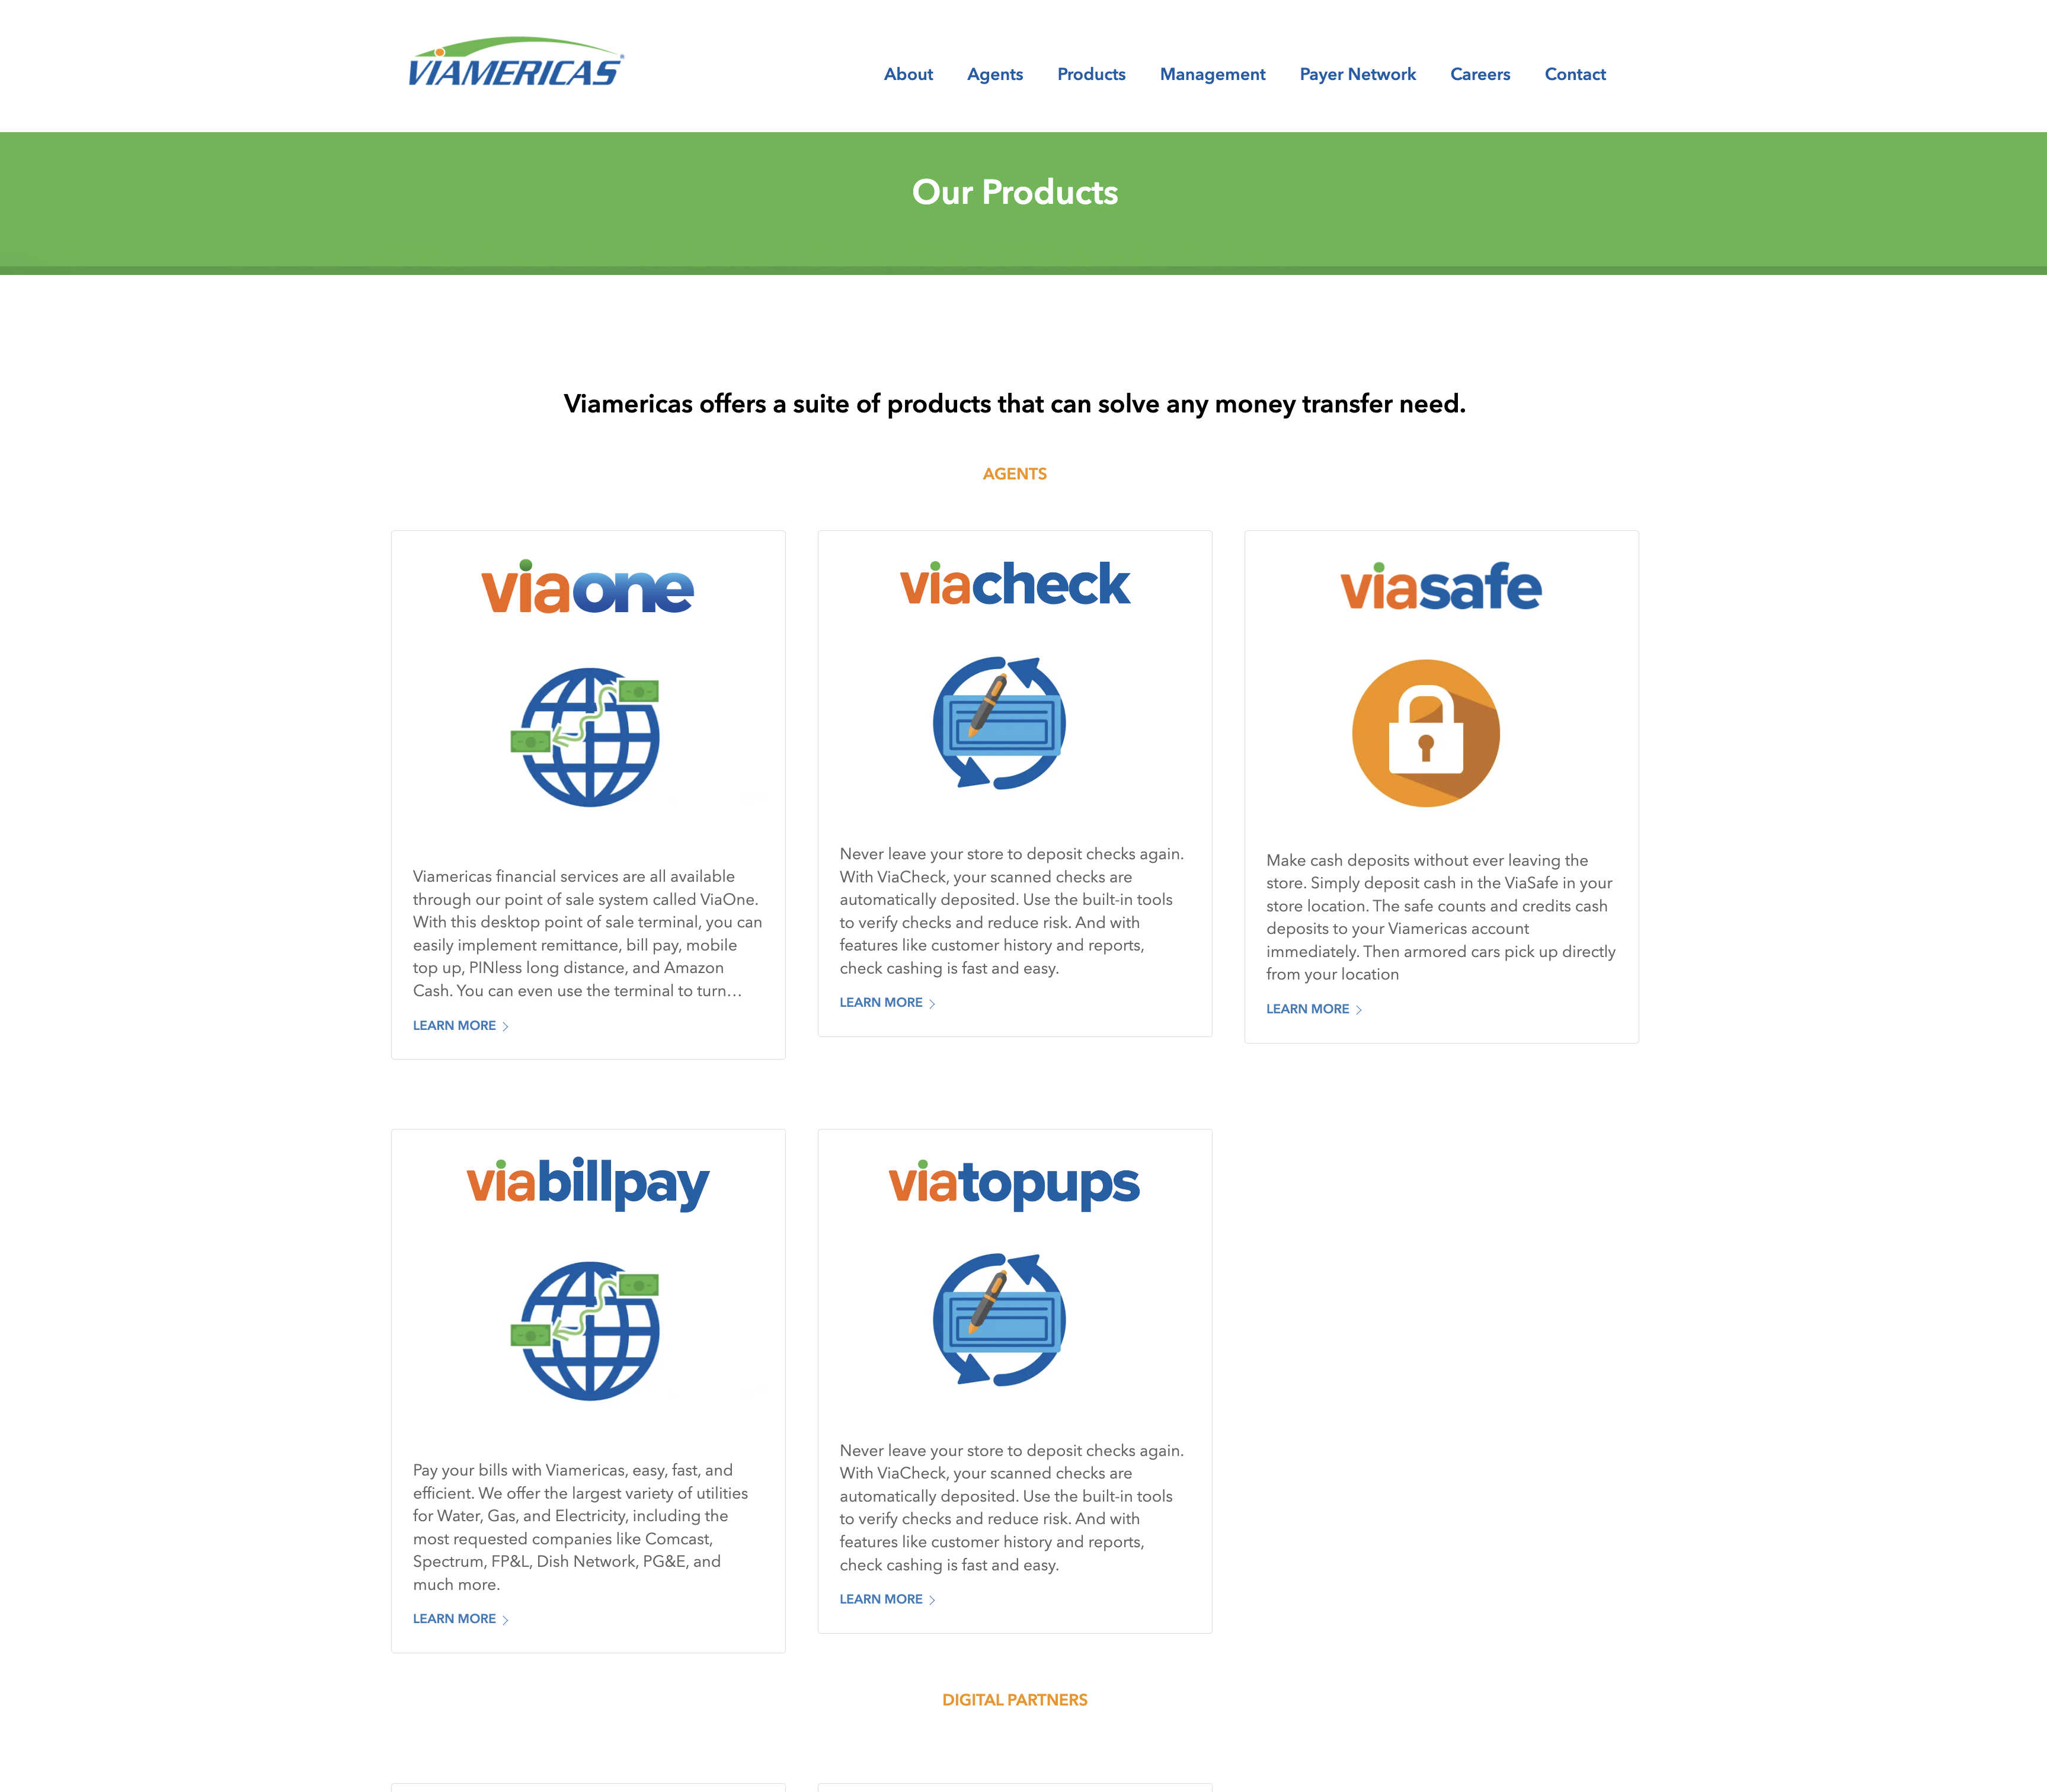 VIAMERICAS®
About Agents Products Management Payer Network Careers Contact
Our Products
Viamericas offers a suite of products that can solve any money transfer need.
AGENTS
viaone
Viamericas financial services are all available
through our point of sale system called ViaOne.
With this desktop point of sale terminal, you can
easily implement remittance, bill pay, mobile
top up, PINless long distance, and Amazon
Cash. You can even use the terminal to turn…
LEARN MORE >
viacheck
Never leave your store to deposit checks again.
With ViaCheck, your scanned checks are
automatically deposited. Use the built-in tools
to verify checks and reduce risk. And with
features like customer history and reports,
check cashing is fast and easy.
LEARN MORE >
viasafe
Make cash deposits without ever leaving the
store. Simply deposit cash in the ViaSafe in your
store location. The safe counts and credits cash
deposits to your Viamericas account
immediately. Then armored cars pick up directly
from your location
LEARN MORE >
viabillpay
Pay your bills with Viamericas, easy, fast, and
efficient. We offer the largest variety of utilities
for Water, Gas, and Electricity, including the
most requested companies like Comcast,
Spectrum, FP&L, Dish Network, PG&E, and
much more.
LEARN MORE >
viatopups
Never leave your store to deposit checks again.
With ViaCheck, your scanned checks are
automatically deposited. Use the built-in tools
to verify checks and reduce risk. And with
features like customer history and reports,
check cashing is fast and easy.
LEARN MORE >
DIGITAL PARTNERS